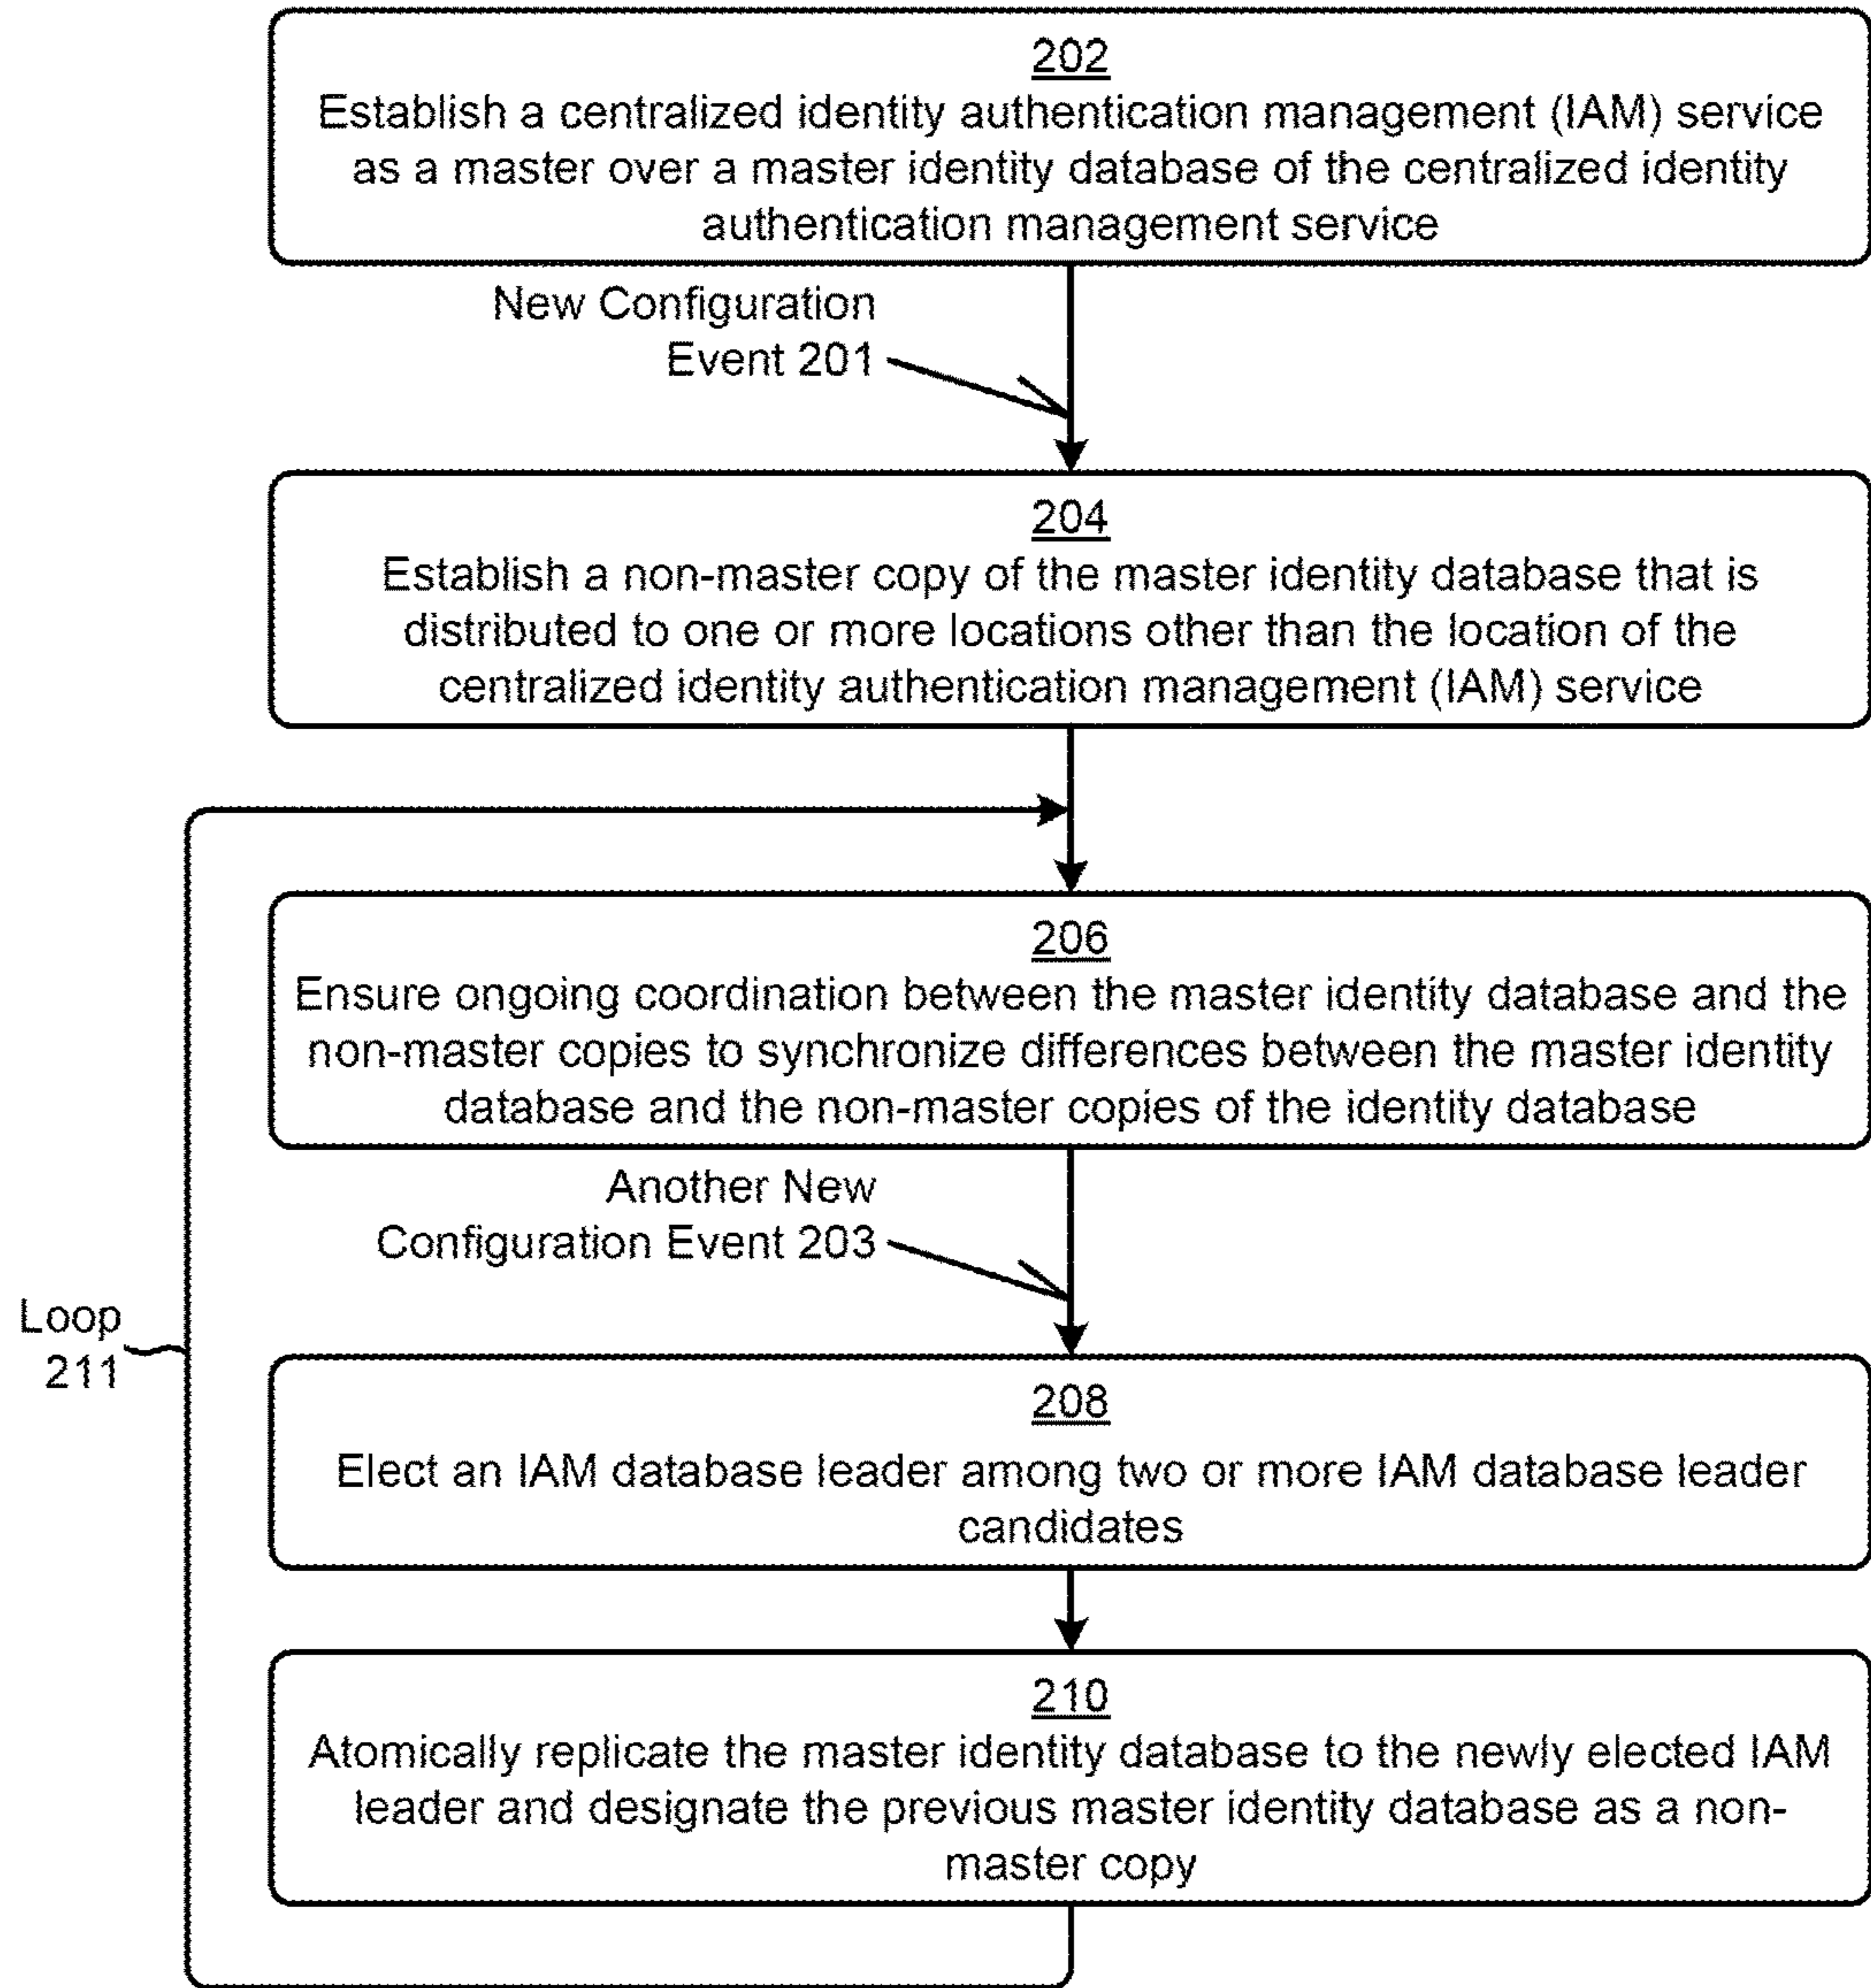 202
Establish a centralized identity authentication management (IAM) service
as a master over a master identity database of the centralized identity
authentication management service
New Configuration
Event 201
204
Establish a non-master copy of the master identity database that is
distributed to one or more locations other than the location of the
centralized identity authentication management (IAM) service
206
Ensure ongoing coordination between the master identity database and the
non-master copies to synchronize differences between the master identity
database and the non-master copies of the identity database
Another New
Configuration Event 203
Loop
211
208
Elect an IAM database leader among two or more IAM database leader
candidates
210
Atomically replicate the master identity database to the newly elected IAM
leader and designate the previous master identity database as a non-
master copy